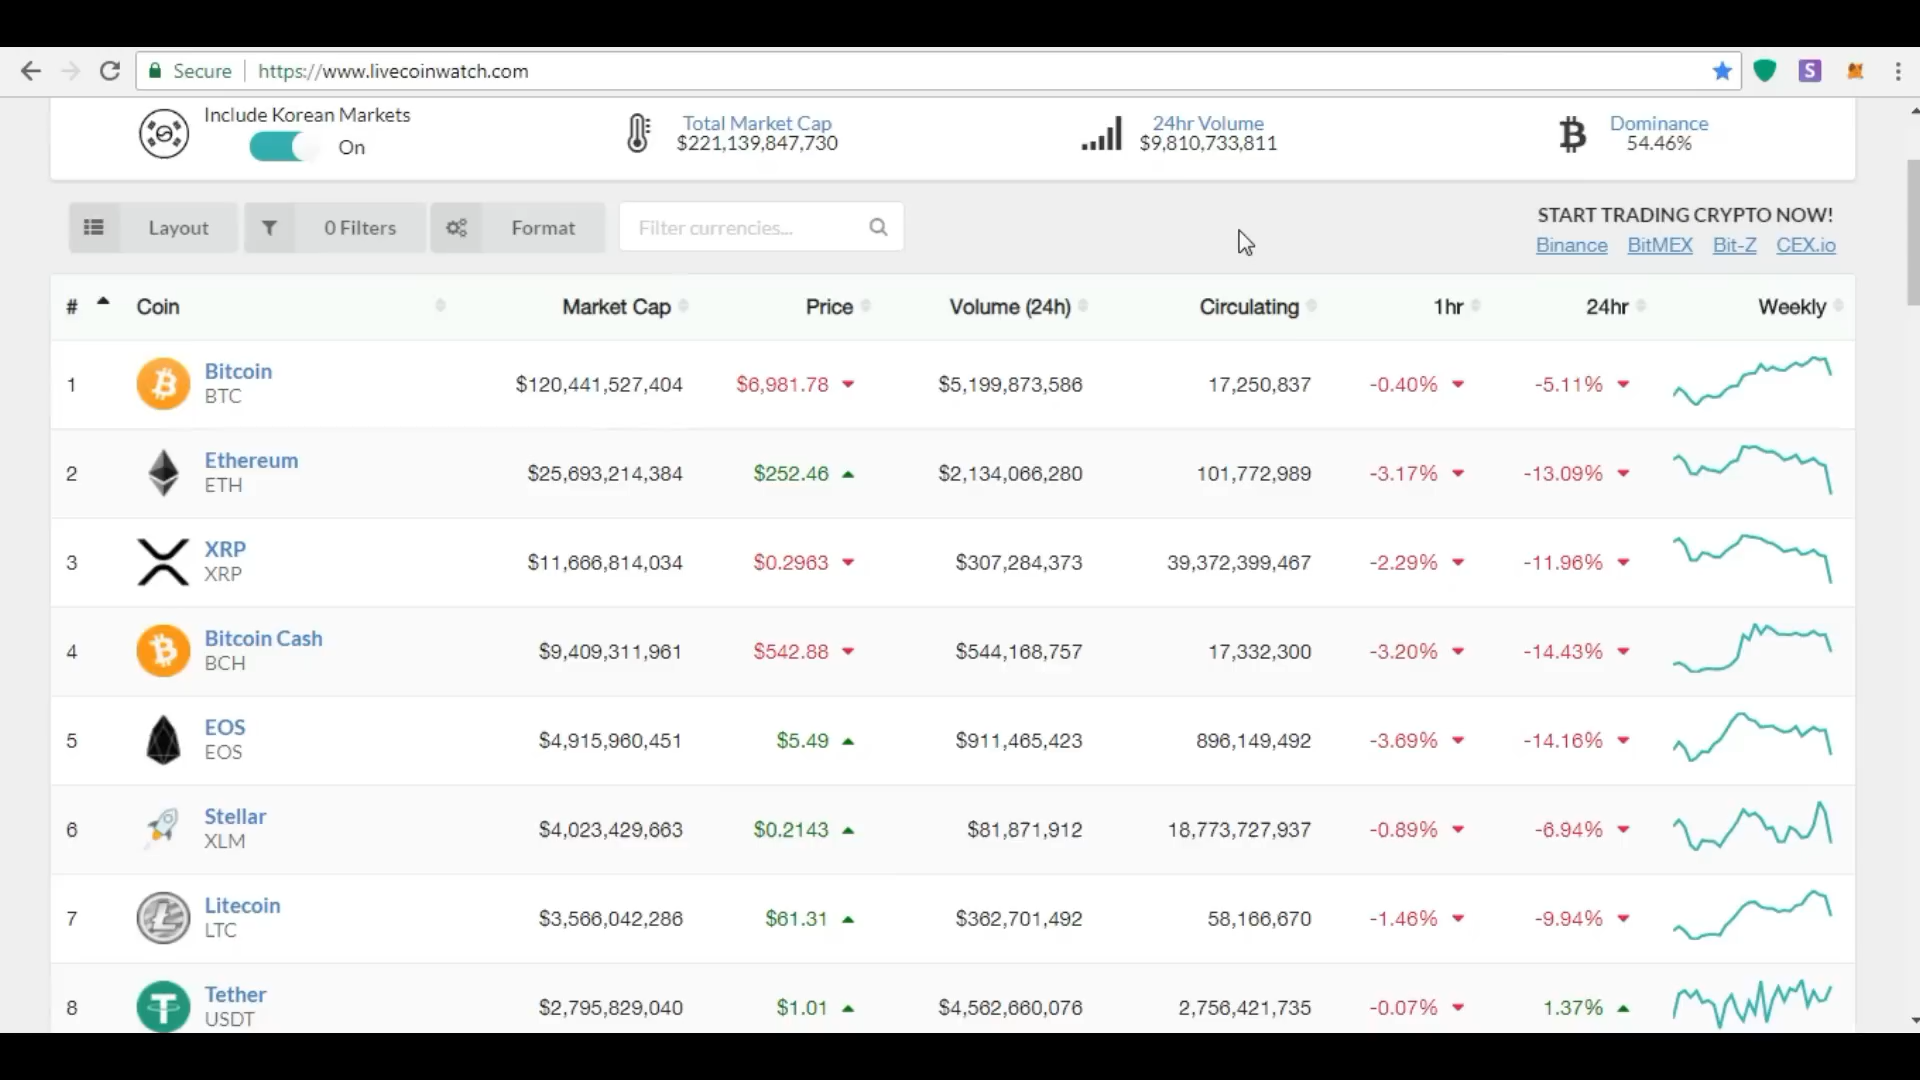 Secure https://www.livecoinwatch.com S
Include Korean Markets
On
Total Market Cap
$221,139,847,730
24hr Volume
$9,810,733,811
Dominance
54.46%
Layout 0 Filters Format Filter currencies...
START TRADING CRYPTO NOW!
Binance BitMEX Bit-Z CEX.io
# Coin Market Cap Price Volume (24h) Circulating 1hr 24hr Weekly
1 Bitcoin BTC $120,441,527,404 $6,981.78 $5,199,873,586 17,250,837 -0.40% -5.11%
2 Ethereum ETH $25,693,214,384 $252.46 $2,134,066,280 101,772,989 -3.17% -13.09%
3 XRP XRP $11,666,814,034 $0.2963 $307,284,373 39,372,399,467 -2.29% -11.96%
4 Bitcoin Cash BCH $9,409,311,961 $542.88 $544,168,757 17,332,300 -3.20% -14.43%
5 EOS EOS $4,915,960,451 $5.49 $911,465,423 896,149,492 -3.69% -14.16%
6 Stellar XLM $4,023,429,663 $0.2143 $81,871,912 18,773,727,937 -0.89% -6.94%
7 Litecoin LTC $3,566,042,286 $61.31 $362,701,492 58,166,670 -1.46% -9.94%
8 Tether USDT $2,795,829,040 $1.01 $4,562,660,076 2,756,421,735 -0.07% 1.37%